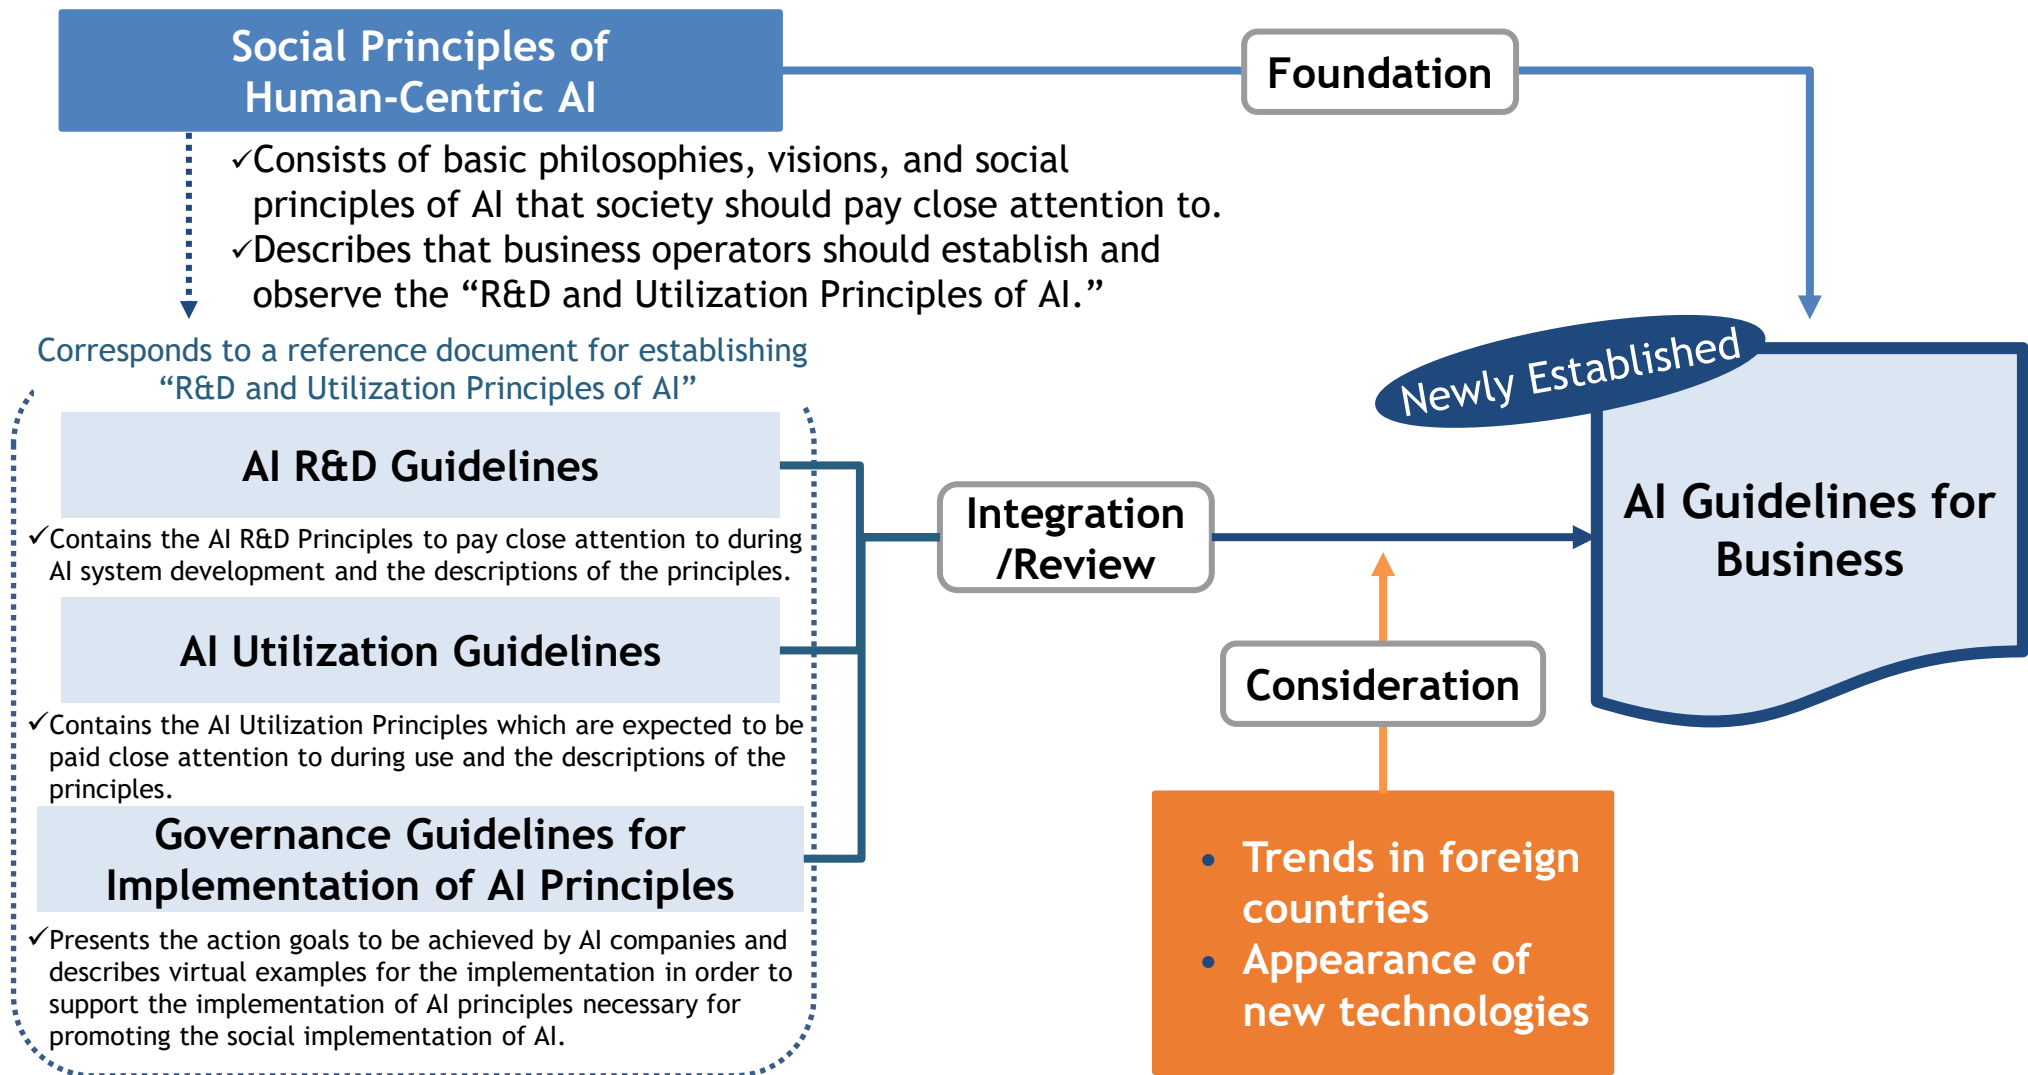 Social Principles of
Human-Centric AI
Foundation
✓Consists of basic philosophies, visions, and social
principles of AI that society should pay close attention to.
✓Describes that business operators should establish and
observe the “R&D and Utilization Principles of AI.”
Corresponds to a reference document for establishing
“R&D and Utilization Principles of AI”
AI R&D Guidelines
✓Contains the AI R&D Principles to pay close attention to during
AI system development and the descriptions of the principles.
AI Utilization Guidelines
✓Contains the AI Utilization Principles which are expected to be
paid close attention to during use and the descriptions of the
principles.
Governance Guidelines for
Implementation of AI Principles
✓Presents the action goals to be achieved by AI companies and
describes virtual examples for the implementation in order to
support the implementation of AI principles necessary for
promoting the social implementation of AI.
Integration
/Review
Consideration
• Trends in foreign
countries
• Appearance of
new technologies
Newly Established
AI Guidelines for
Business